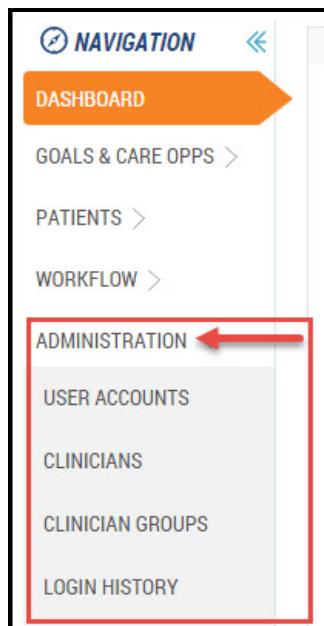 NAVIGATION
DASHBOARD
GOALS & CARE OPPS
PATIENTS
WORKFLOW
ADMINISTRATION
USER ACCOUNTS
CLINICIANS
CLINICIAN GROUPS
LOGIN HISTORY